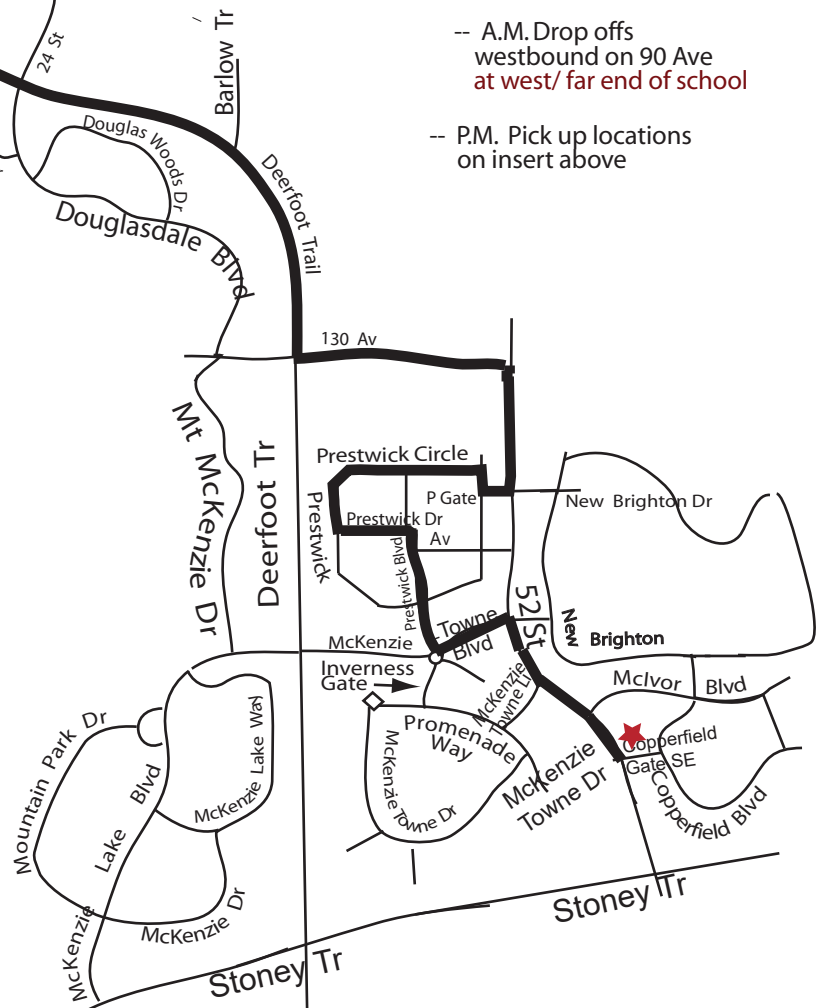 -- A.M. Drop offs
westbound on 90 Ave
at west/ far end of school
-- P.M. Pick up locations
on insert above
24 St
Barlow Tr
Douglas Woods Dr
Deerfoot Trail
Douglasdale Blvd
130 Av
Mt McKenzie Dr
Deerfoot Tr
Prestwick Circle
Prestwick
P Gate
New Brighton Dr
Prestwick Dr
Av
Prestwick Blvd
52 St
Towne
Blvd
McKenzie
New Brighton
Inverness
Gate
McKenzie
Towne Li
McIvor Blvd
Promenade
Way
McKenzie Towne Dr
McKenzie
Towne Dr
Copperfield
Gate SE
Copperfield Blvd
Mountain Park Dr
McKenzie Lake Way
McKenzie Lake Blvd
McKenzie Dr
Stoney Tr
Stoney Tr